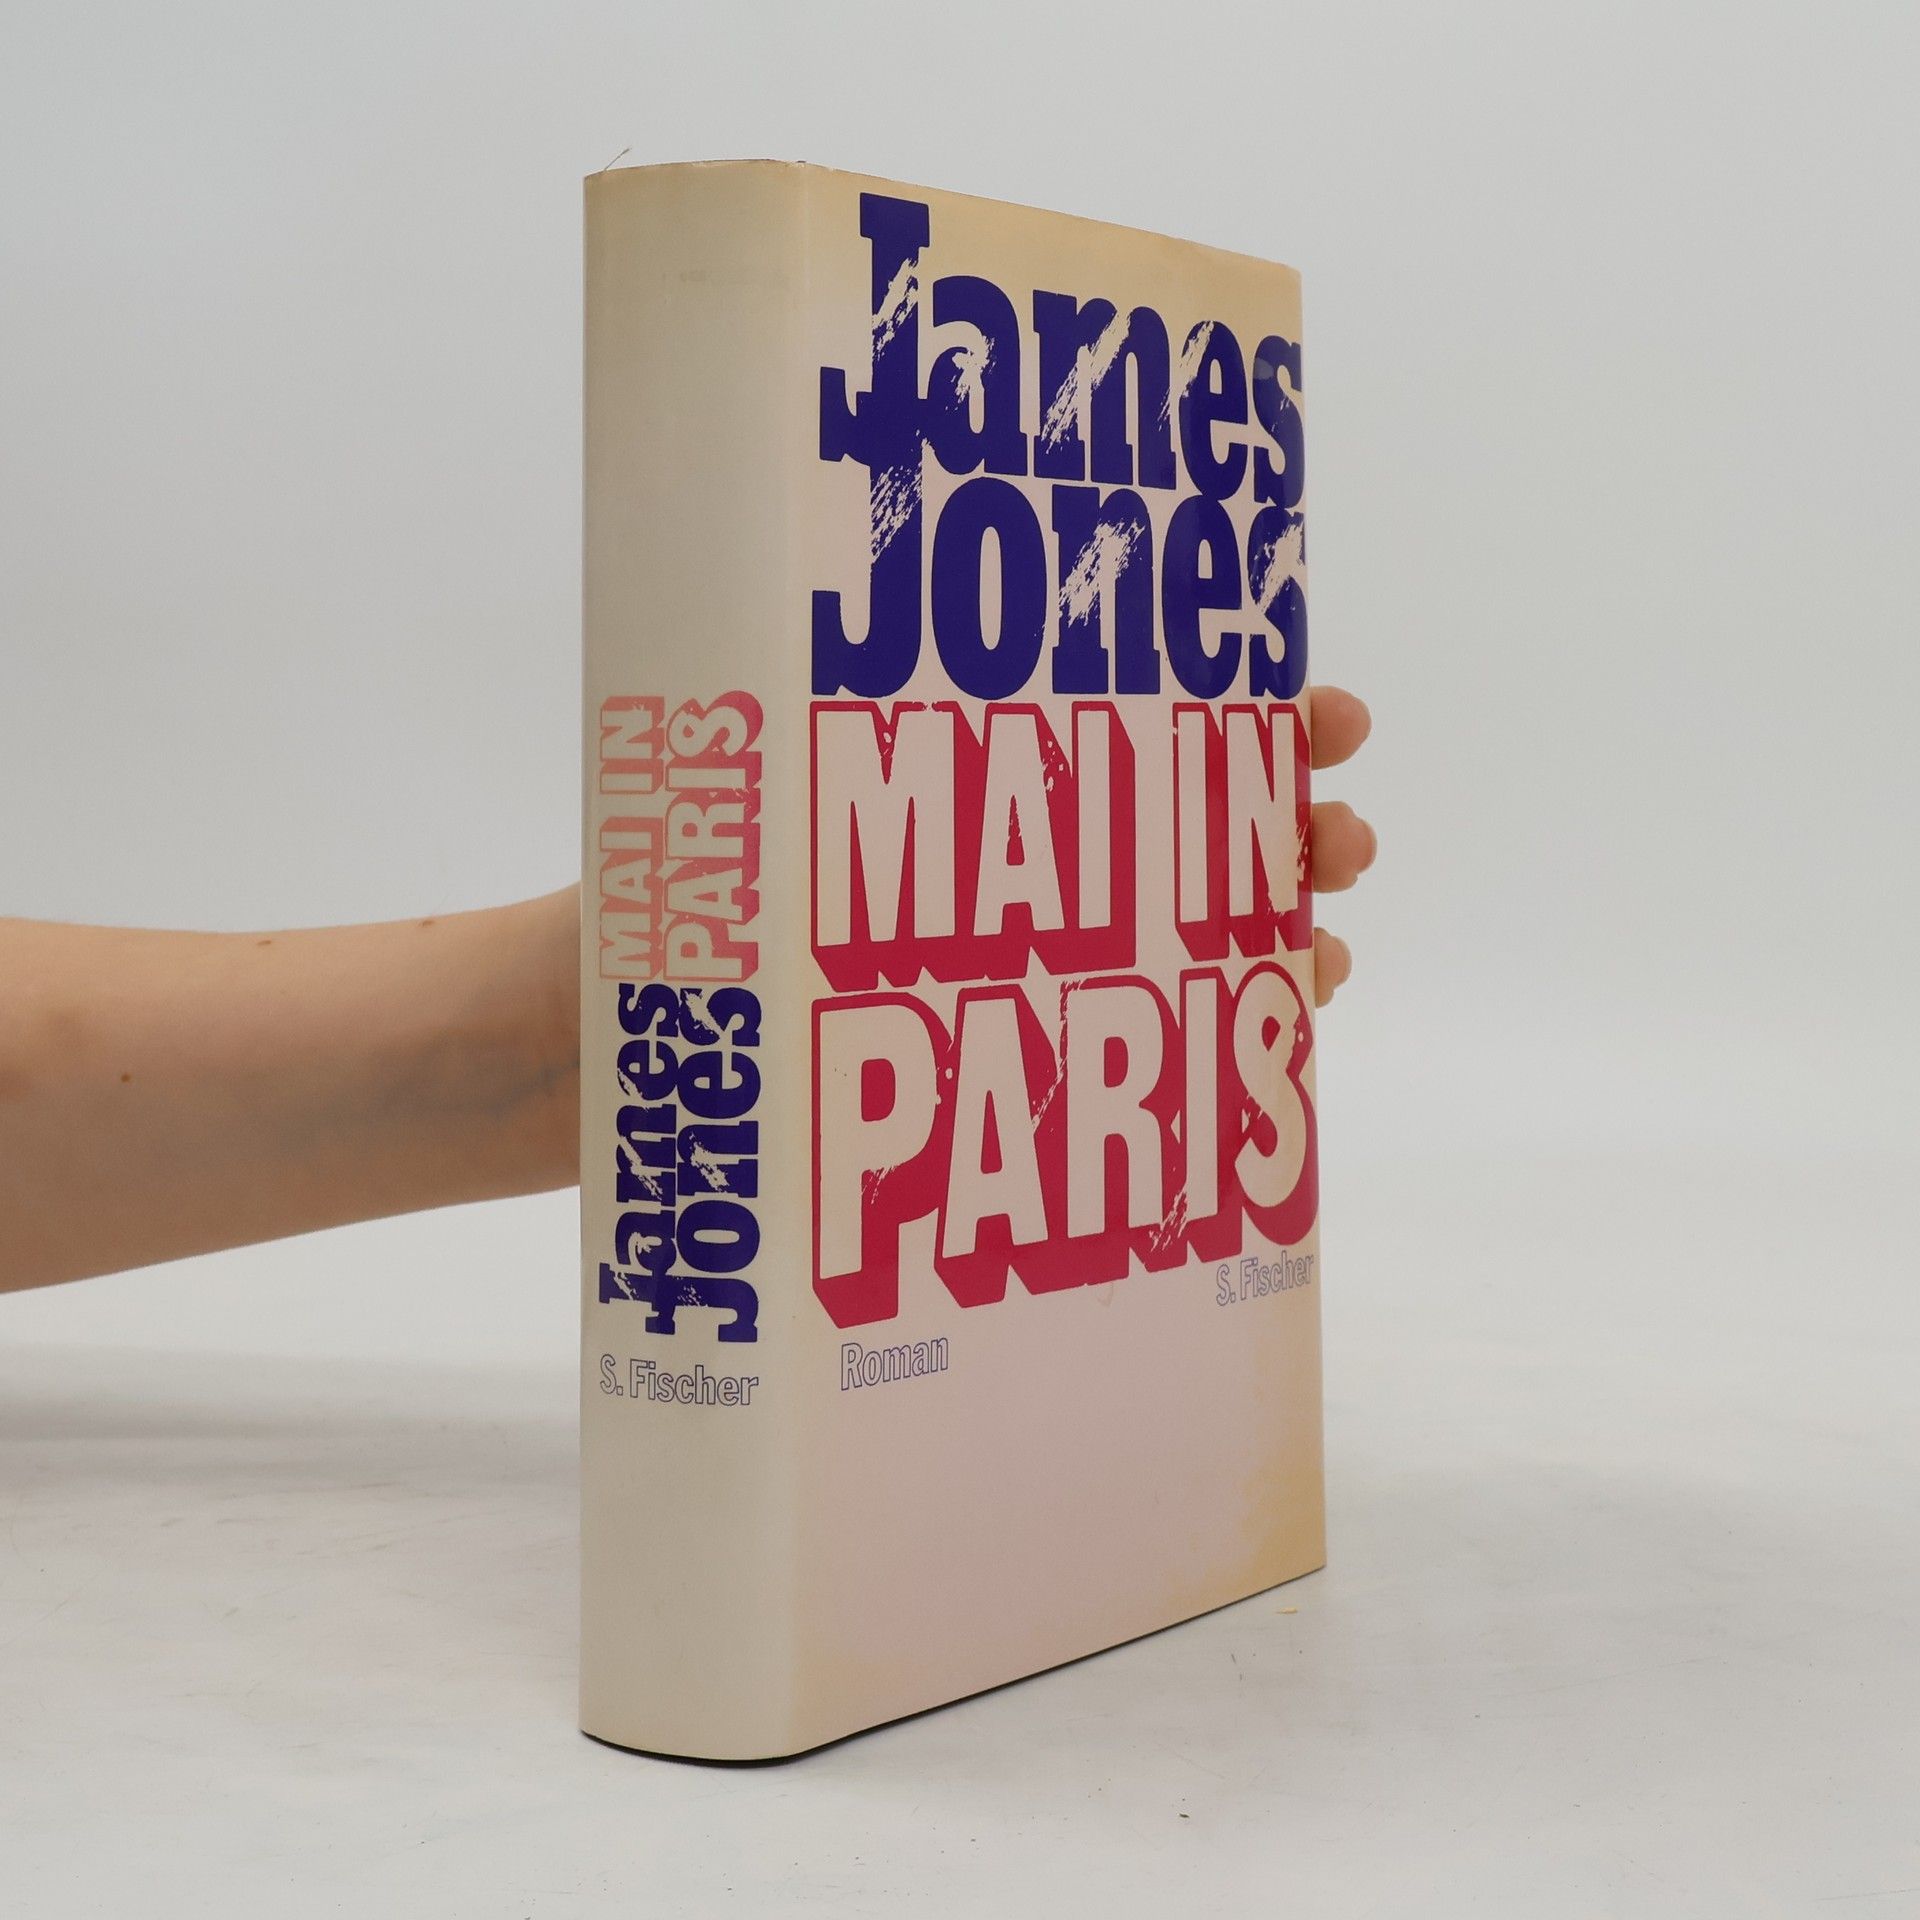 James
Jones
MAI IN
PARIS
S. Fischer
Roman
MAI IN
PARIS
James
Jones
S. Fischer